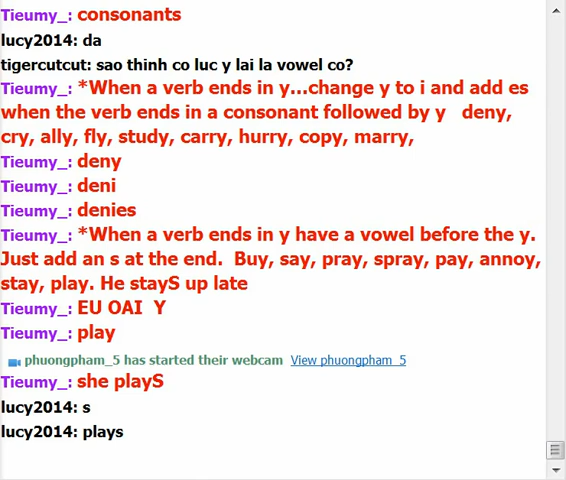 Tieumy_: consonants
lucy2014: da
tigercutcut: sao thinh co luc y lai la vowel co?
Tieumy_: *When a verb ends in y...change y to i and add es
when the verb ends in a consonant followed by y deny,
cry, ally, fly, study, carry, hurry, copy, marry,
Tieumy_: deny
Tieumy_: deni
Tieumy_: denies
Tieumy_: *When a verb ends in y have a vowel before the y.
Just add an s at the end. Buy, say, pray, spray, pay, annoy,
stay, play. He stayS up late
Tieumy_: EU OAI Y
Tieumy_: play
phuongpham_5 has started their webcam View phuongpham_5
Tieumy_: she playS
lucy2014: s
lucy2014: plays